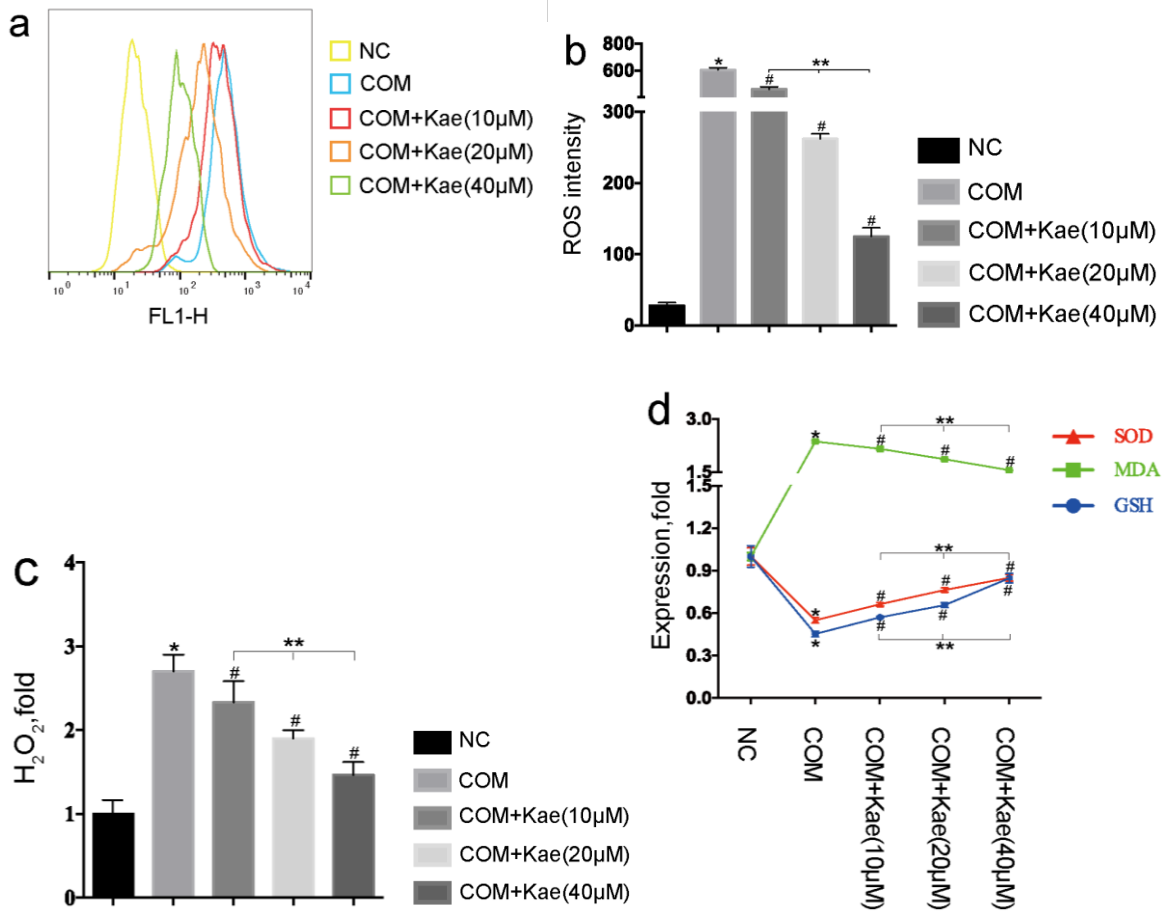 a
NC
COM
COM+Kae(10μM)
COM+Kae(20μM)
COM+Kae(40μM)
10⁰ 10¹ 10² 10³ 10⁴
FL1-H
b
ROS intensity
800
600
300
200
100
0
*
#
#
#
**
NC
COM
COM+Kae(10μM)
COM+Kae(20μM)
COM+Kae(40μM)
c
H₂O₂,fold
4
3
2
1
0
*
#
#
#
**
NC
COM
COM+Kae(10μM)
COM+Kae(20μM)
COM+Kae(40μM)
d
Expression,fold
3.0
1.5
1.5
1.2
0.9
0.6
0.3
0.0
*
#
#
#
**
**
*
#
#
#
*
#
#
#
**
SOD
MDA
GSH
NC
COM
COM+Kae(10μM)
COM+Kae(20μM)
COM+Kae(40μM)